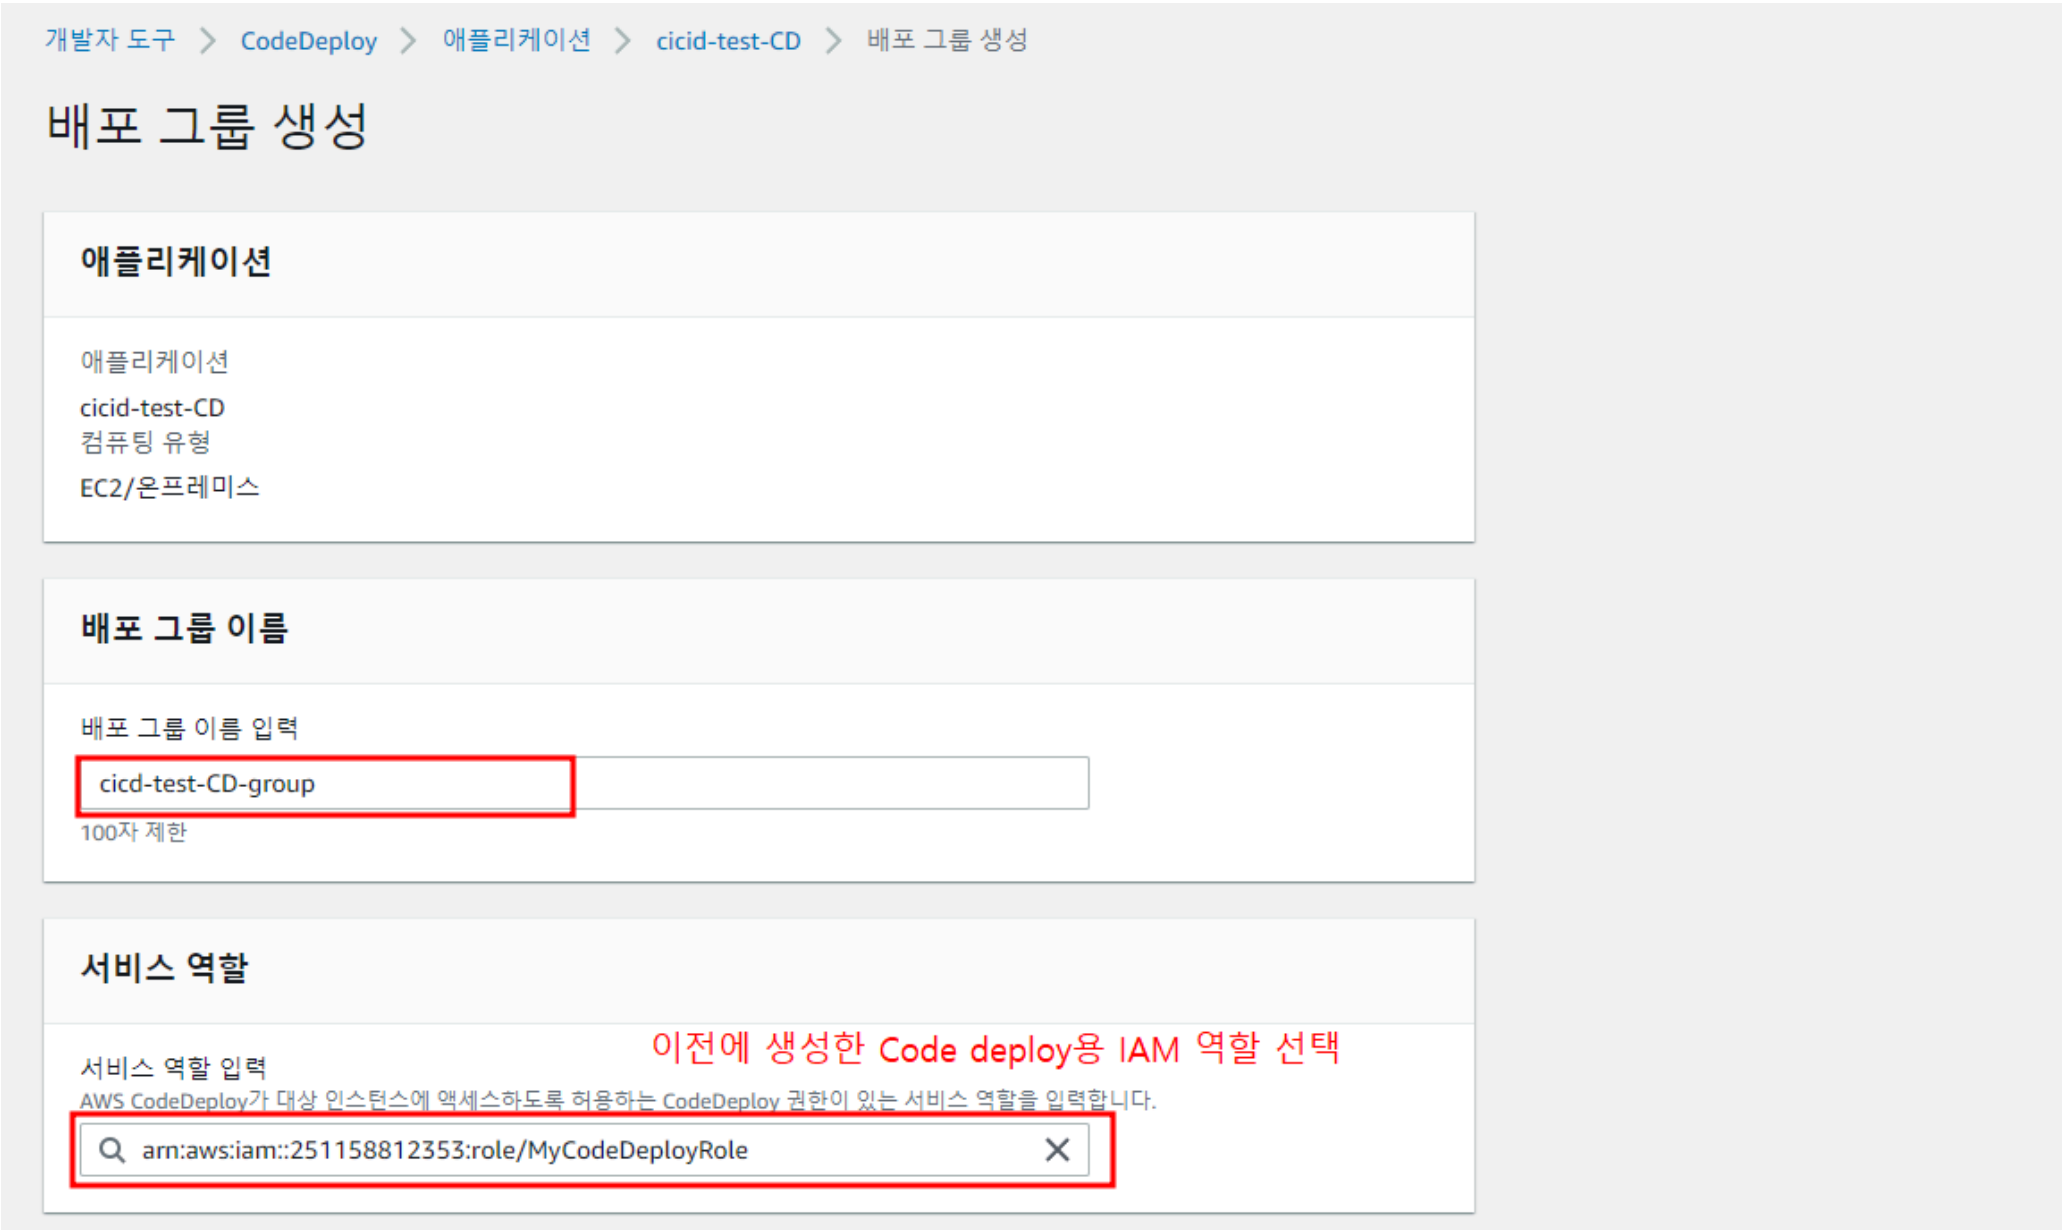 개발자 도구 > CodeDeploy > 애플리케이션 > cicid-test-CD > 배포 그룹 생성
배포 그룹 생성
애플리케이션
애플리케이션
cicid-test-CD
컴퓨팅 유형
EC2/온프레미스
배포 그룹 이름
배포 그룹 이름 입력
cicd-test-CD-group
100자 제한
서비스 역할
이전에 생성한 Code deploy용 IAM 역할 선택
서비스 역할 입력
AWS CodeDeploy가 대상 인스턴스에 액세스하도록 허용하는 CodeDeploy 권한이 있는 서비스 역할을 입력합니다.
arn:aws:iam::251158812353:role/MyCodeDeployRole